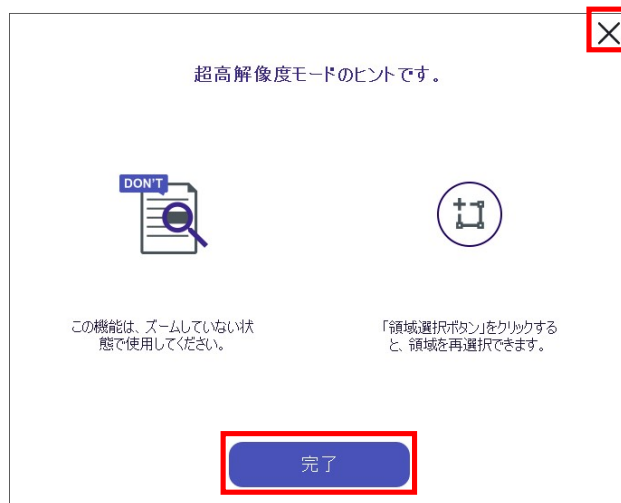 超高解像度モードのヒントです。
DON'T
この機能は、ズームしていない状
態で使用してください。
「領域選択ボタン」をクリックする
と、領域を再選択できます。
完了